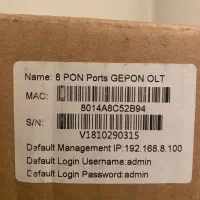 Name: 8 PON Ports GEPON OLT
MAC:
8014A8C52B94
S/N:
V1810290315
Default Management IP:192.168.8.100
Default Login Username:admin
Default Login Password:admin